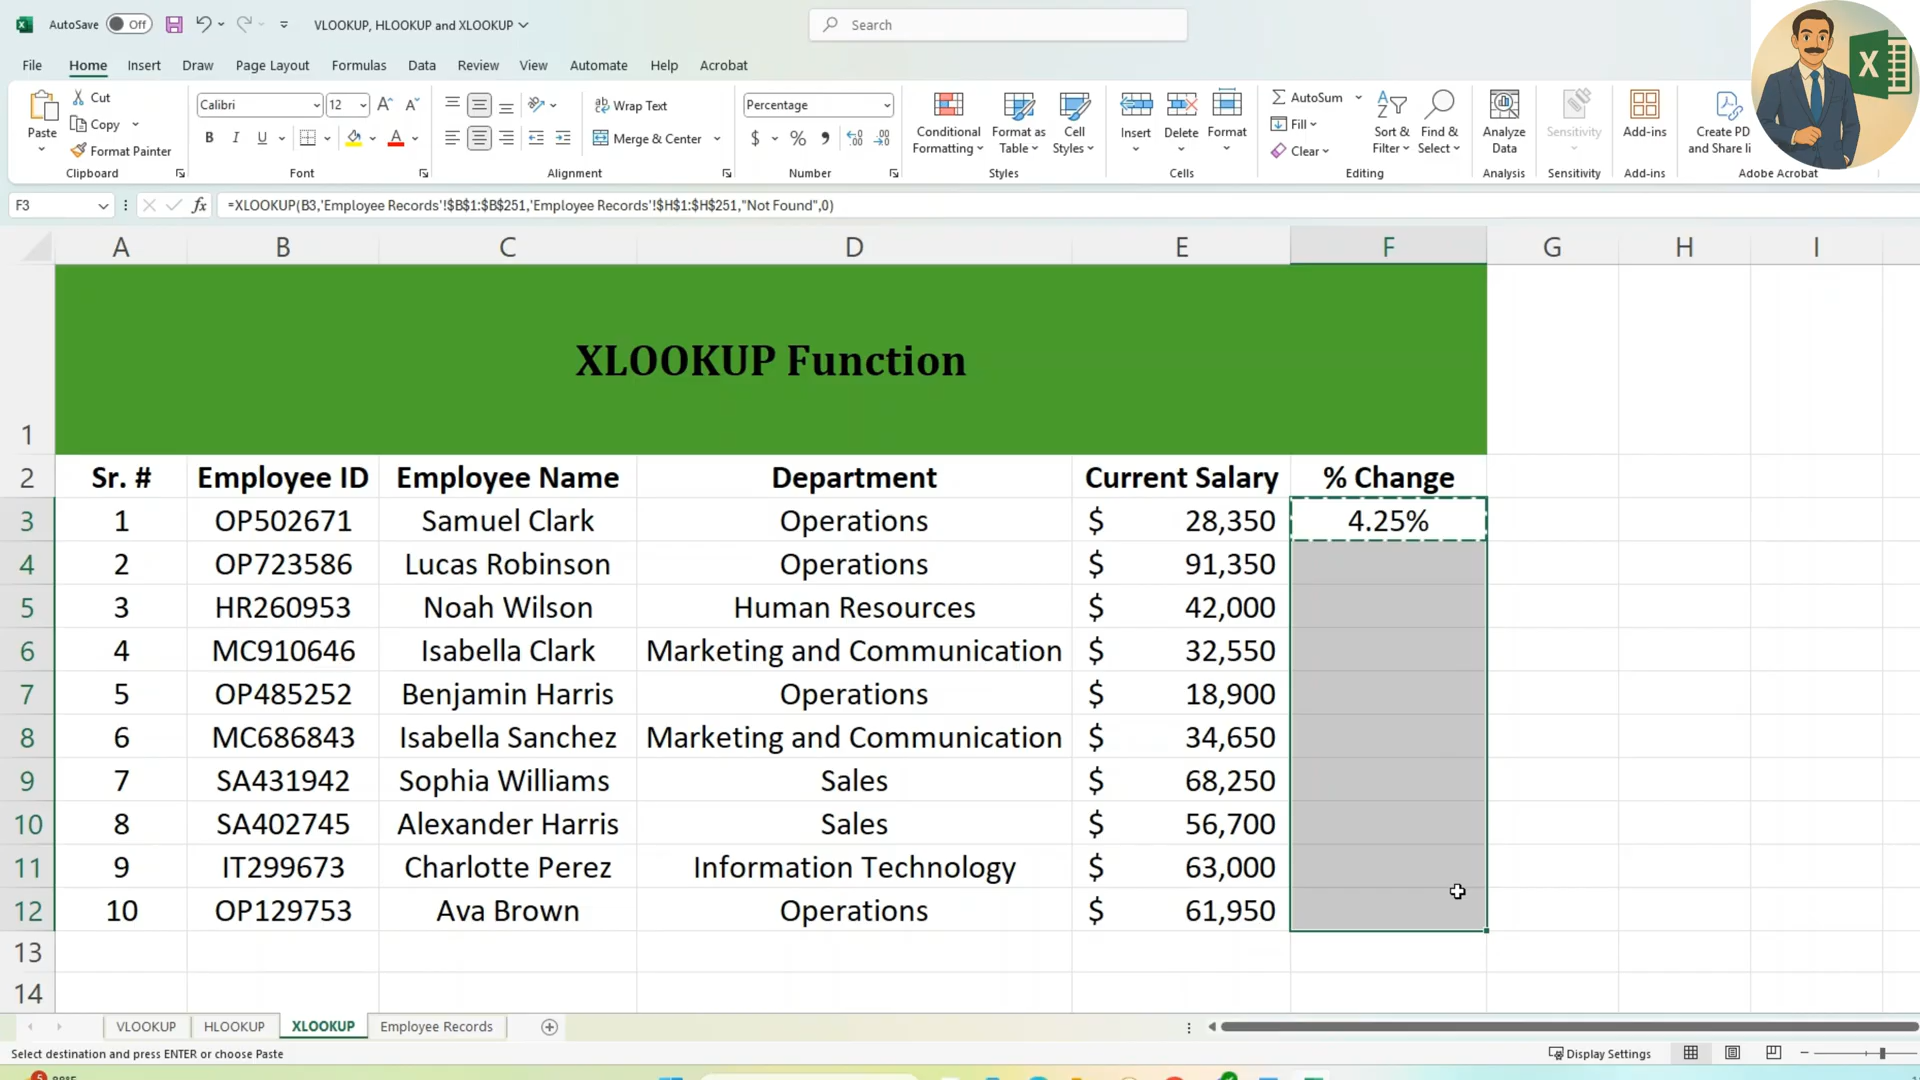 AutoSave Off VLOOKUP, HLOOKUP and XLOOKUP Search
File Home Insert Draw Page Layout Formulas Data Review View Automate Help Acrobat
Paste Cut Copy Format Painter Clipboard
Calibri 12 Font
Wrap Text Merge & Center Alignment
Percentage Number
Conditional Formatting Format as Table Cell Styles Styles
Insert Delete Format Cells
AutoSum Fill Clear Sort & Filter Find & Select Editing
Analyze Data Analysis
Sensitivity Sensitivity
Add-ins Add-ins
Create PD and Share li Adobe Acrobat
F3 =XLOOKUP(B3,'Employee Records'!$B$1:$B$251,'Employee Records'!$H$1:$H$251,"Not Found",0)
A B C D E F G H I
1 XLOOKUP Function
2 Sr. # Employee ID Employee Name Department Current Salary % Change
3 1 OP502671 Samuel Clark Operations $ 28,350 4.25%
4 2 OP723586 Lucas Robinson Operations $ 91,350
5 3 HR260953 Noah Wilson Human Resources $ 42,000
6 4 MC910646 Isabella Clark Marketing and Communication $ 32,550
7 5 OP485252 Benjamin Harris Operations $ 18,900
8 6 MC686843 Isabella Sanchez Marketing and Communication $ 34,650
9 7 SA431942 Sophia Williams Sales $ 68,250
10 8 SA402745 Alexander Harris Sales $ 56,700
11 9 IT299673 Charlotte Perez Information Technology $ 63,000
12 10 OP129753 Ava Brown Operations $ 61,950
13
14
VLOOKUP HLOOKUP XLOOKUP Employee Records
Select destination and press ENTER or choose Paste Display Settings